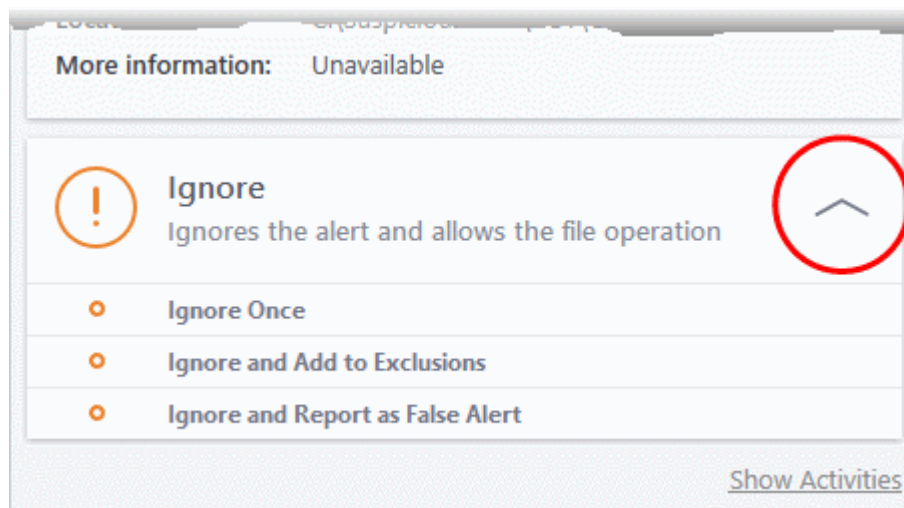 More information: Unavailable
Ignore
Ignores the alert and allows the file operation
Ignore Once
Ignore and Add to Exclusions
Ignore and Report as False Alert
Show Activities